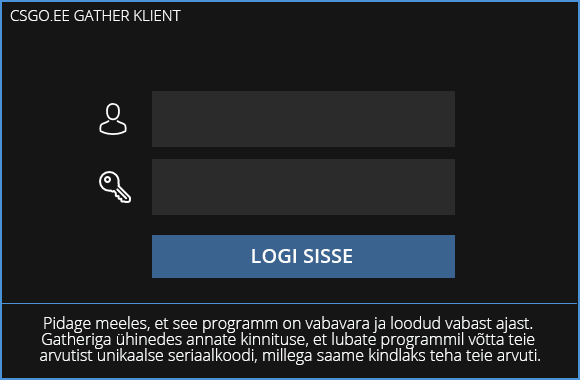 CSGO.EE GATHER KLIENT
LOGI SISSE
Pidage meeles, et see programm on vabavara ja loodud vabast ajast.
Gatheriga ühinedes annate kinnituse, et lubate programmil võtta teie
arvutist unikaalse seriaalkoodi, millega saame kindlaks teha teie arvuti.